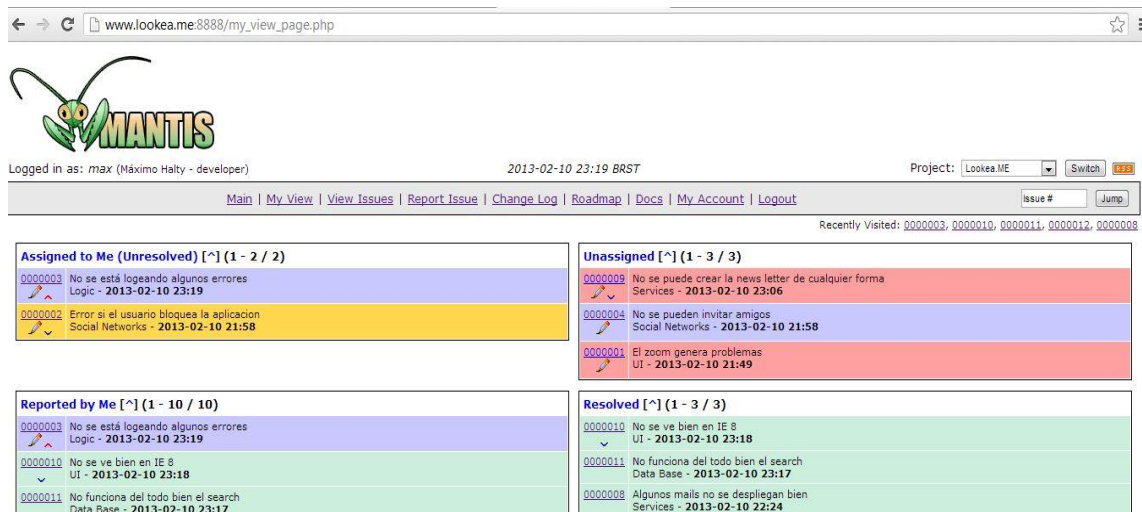 www.lookea.me:8888/my_view_page.php
MANTIS
Logged in as: max (Máximo Halty - developer)
2013-02-10 23:19 BRST
Project: Lookea.ME Switch RSS
Main | My View | View Issues | Report Issue | Change Log | Roadmap | Docs | My Account | Logout
Issue # Jump
Recently Visited: 0000003, 0000010, 0000011, 0000012, 0000008
Assigned to Me (Unresolved) [^] (1 - 2 / 2)
0000003 No se está logeando algunos errores
Logic - 2013-02-10 23:19
0000002 Error si el usuario bloquea la aplicacion
Social Networks - 2013-02-10 21:58
Unassigned [^] (1 - 3 / 3)
0000009 No se puede crear la news letter de cualquier forma
Services - 2013-02-10 23:06
0000004 No se pueden invitar amigos
Social Networks - 2013-02-10 21:58
0000001 El zoom genera problemas
UI - 2013-02-10 21:49
Reported by Me [^] (1 - 10 / 10)
0000003 No se está logeando algunos errores
Logic - 2013-02-10 23:19
0000010 No se ve bien en IE 8
UI - 2013-02-10 23:18
0000011 No funciona del todo bien el search
Data Base - 2013-02-10 23:17
Resolved [^] (1 - 3 / 3)
0000010 No se ve bien en IE 8
UI - 2013-02-10 23:18
0000011 No funciona del todo bien el search
Data Base - 2013-02-10 23:17
0000008 Algunos mails no se despliegan bien
Services - 2013-02-10 22:24